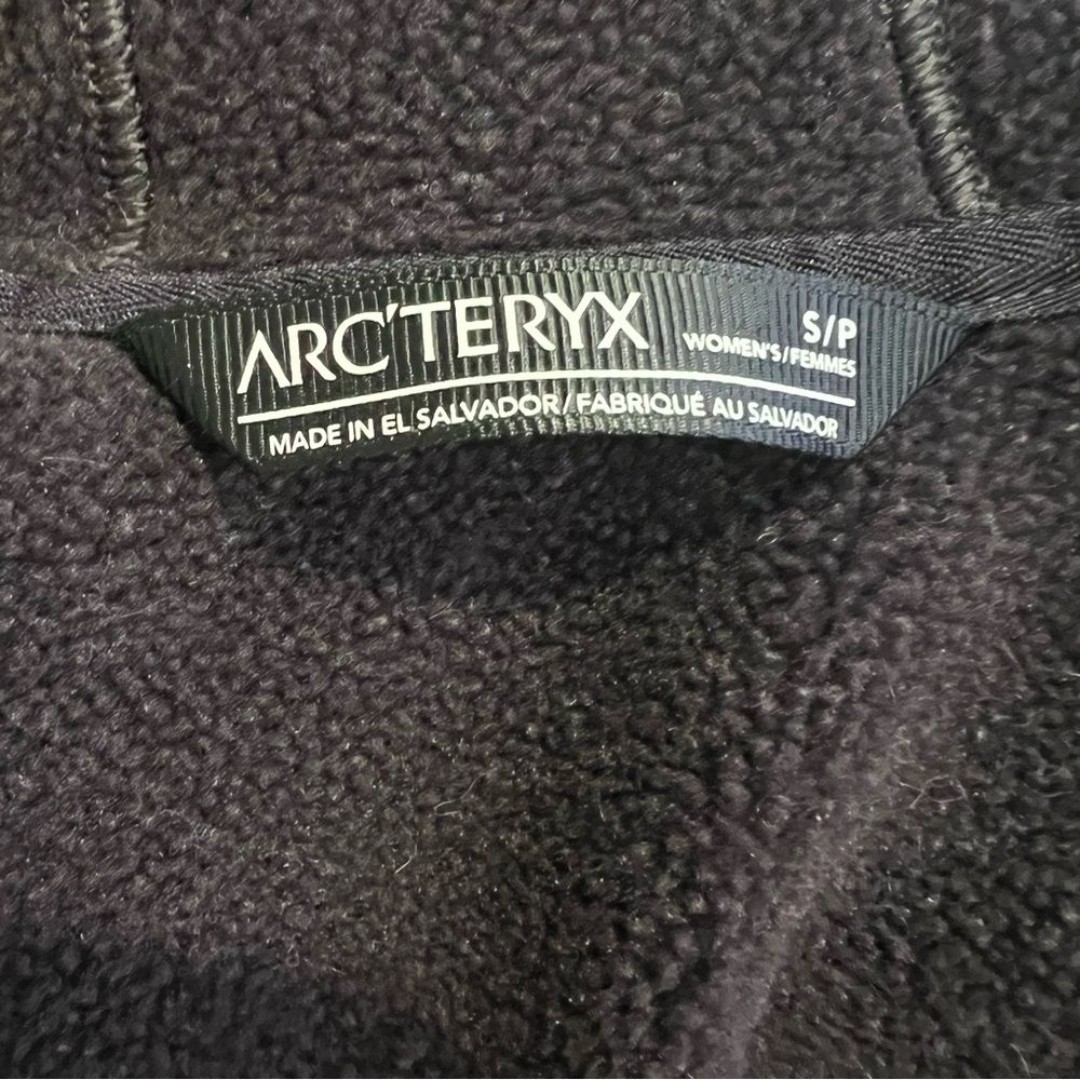 ARC'TERYX
S/P
WOMEN'S/FEMMES
MADE IN EL SALVADOR/FABRIQUÉ AU SALVADOR